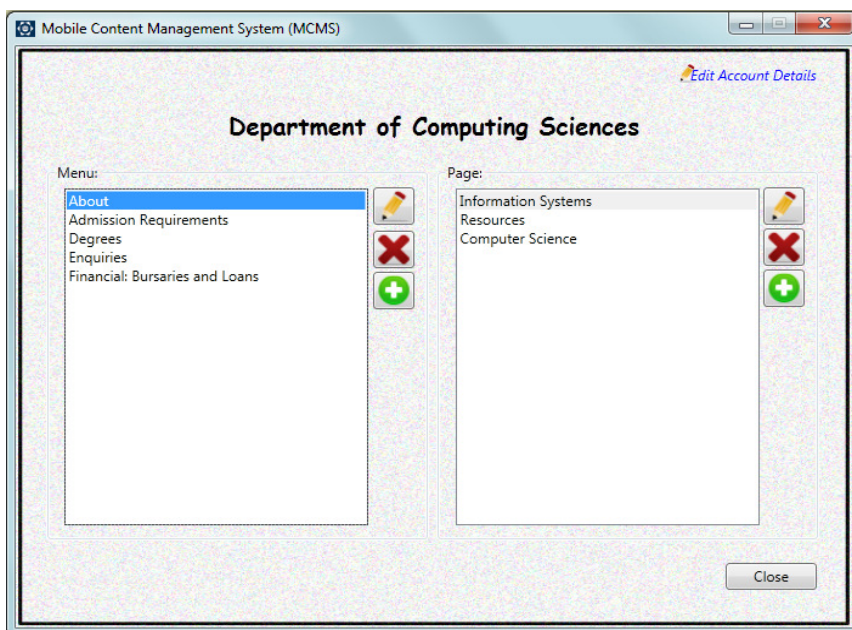 Mobile Content Management System (MCMS)
Edit Account Details
Department of Computing Sciences
Menu:
About
Admission Requirements
Degrees
Enquiries
Financial: Bursaries and Loans
Page:
Information Systems
Resources
Computer Science
Close